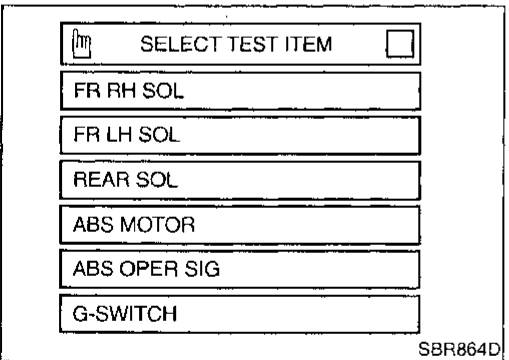 SELECT TEST ITEM
FR RH SOL
FR LH SOL
REAR SOL
ABS MOTOR
ABS OPER SIG
G-SWITCH
SBR864D